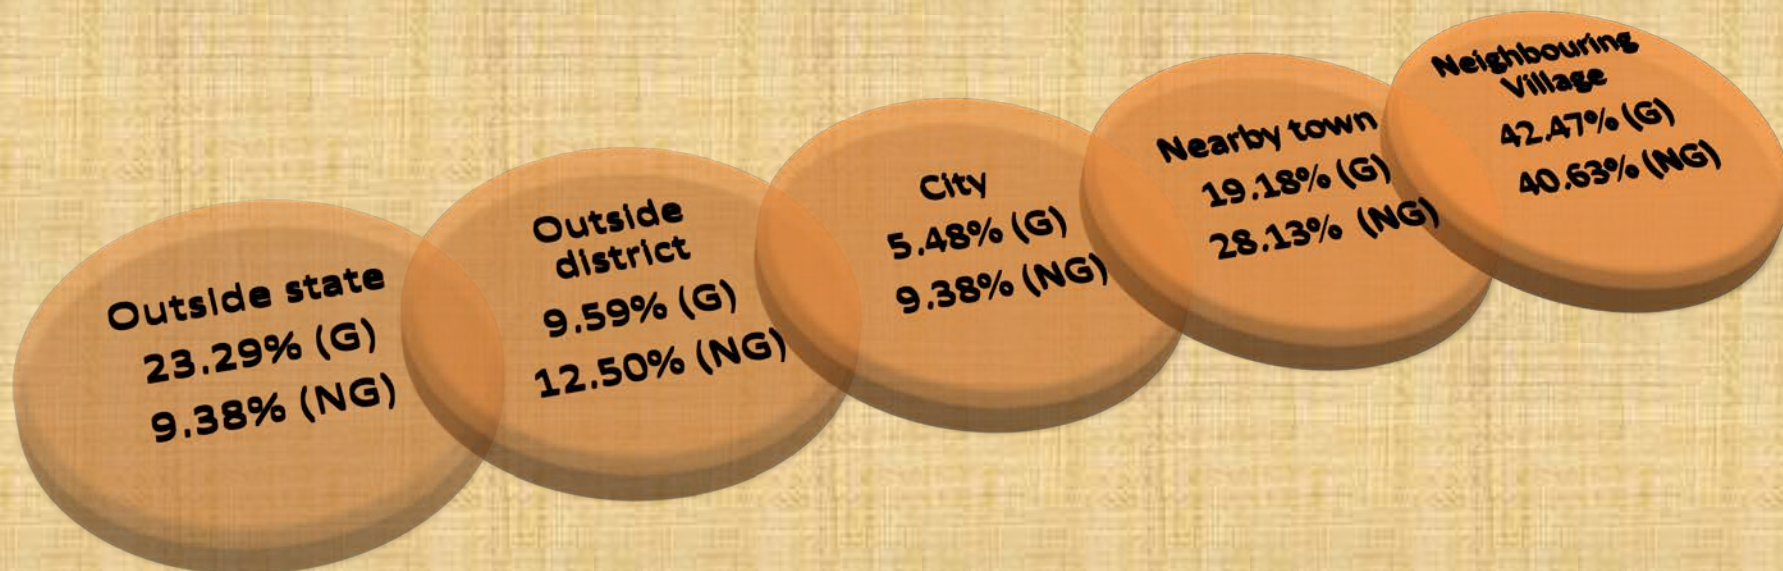 Outside state
23.29% (G)
9.38% (NG)
Outside
district
9.59% (G)
12.50% (NG)
City
5.48% (G)
9.38% (NG)
Nearby town
19.18% (G)
28.13% (NG)
Neighbouring
Village
42.47% (G)
40.63% (NG)